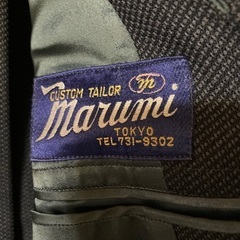 CUSTOM TAILOR
m
Marumi
TOKYO
TEL 731-9302